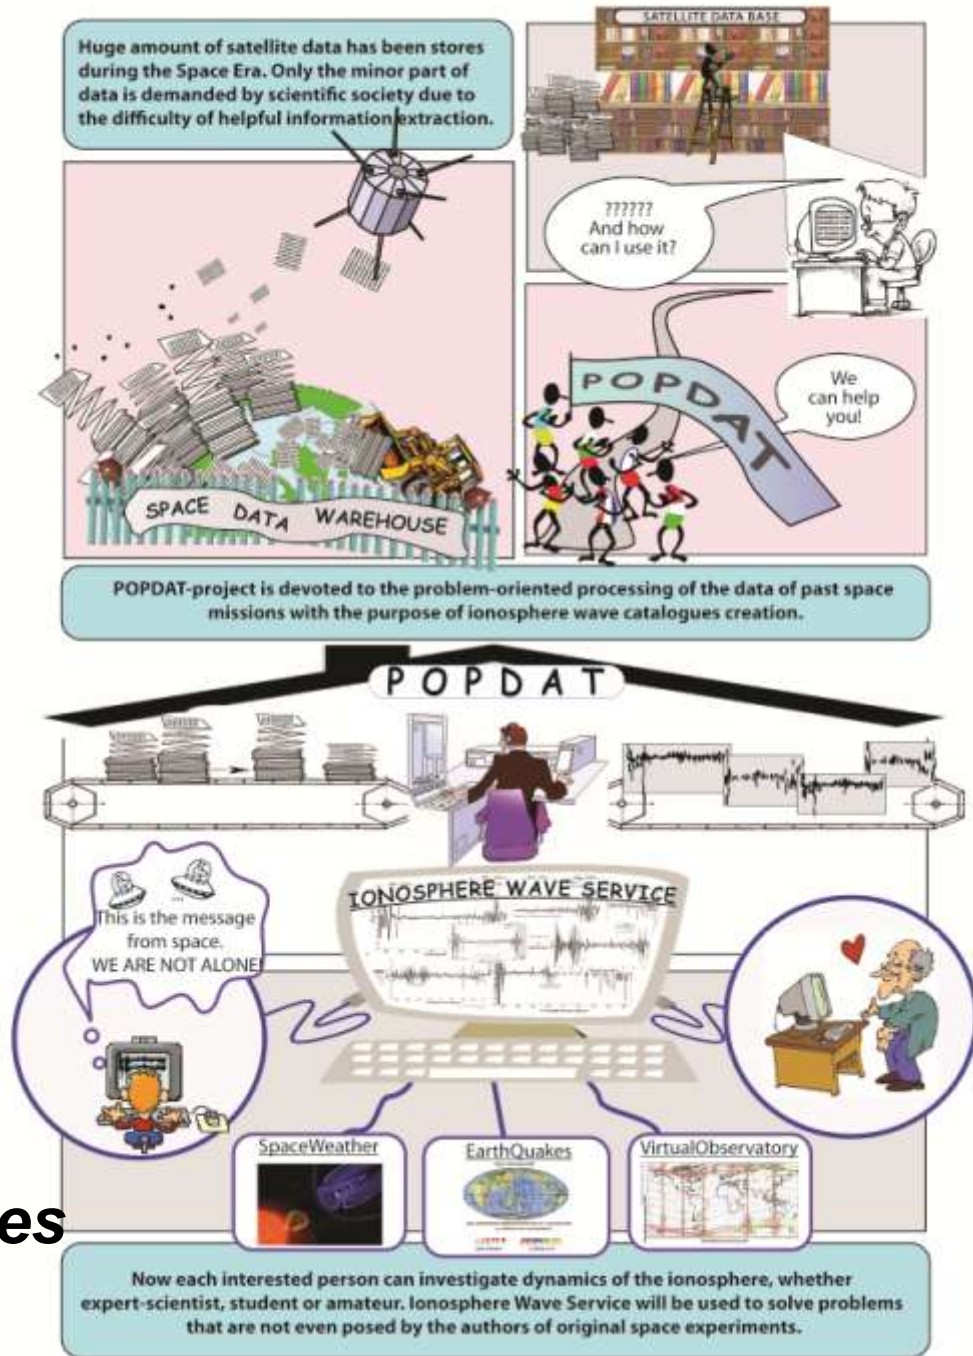 Huge amount of satellite data has been stores
during the Space Era. Only the minor part of
data is demanded by scientific society due to
the difficulty of helpful information extraction.
SATELLITE DATA BASE
??????
And how
can I use it?
We
can help
you!
POPDAT
SPACE DATA WAREHOUSE
POPDAT-project is devoted to the problem-oriented processing of the data of past space
missions with the purpose of ionosphere wave catalogues creation.
POPDAT
IONOSPHERE WAVE SERVICE
...
This is the message
from space.
WE ARE NOT ALONE!
SpaceWeather
EarthQuakes
VirtualObservatory
es
Now each interested person can investigate dynamics of the ionosphere, whether
expert-scientist, student or amateur. Ionosphere Wave Service will be used to solve problems
that are not even posed by the authors of original space experiments.